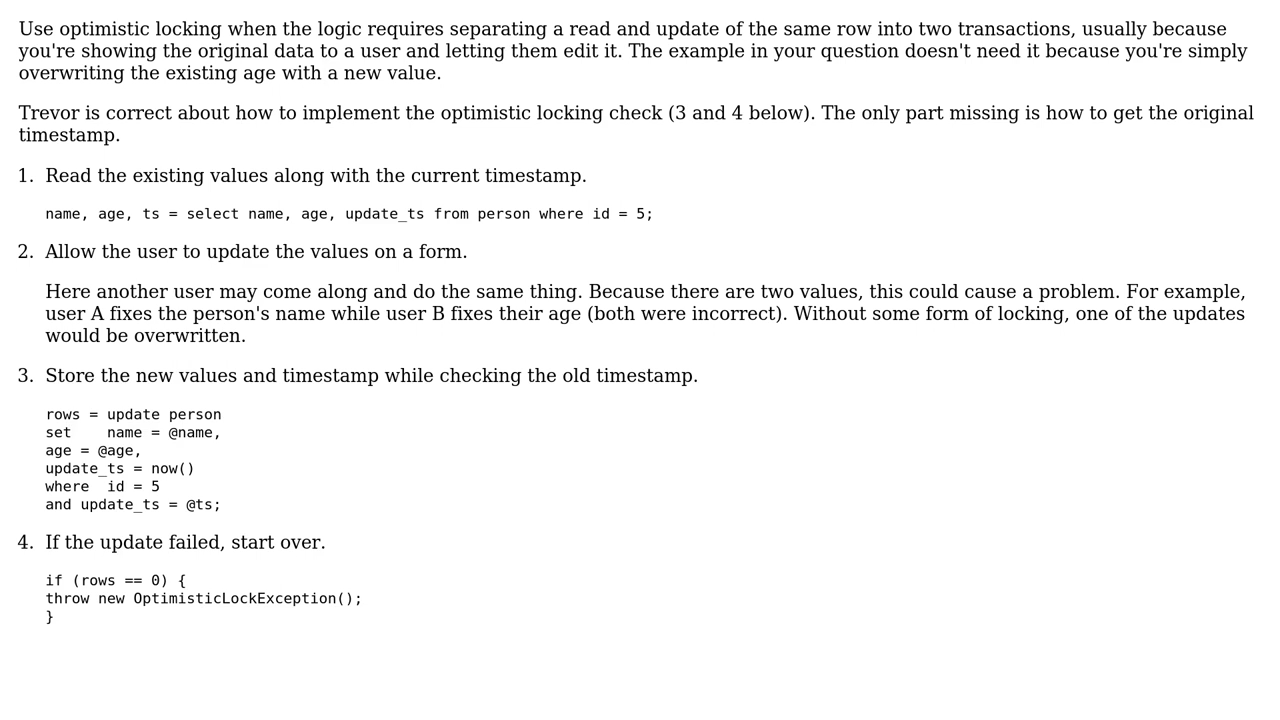 Use optimistic locking when the logic requires separating a read and update of the same row into two transactions, usually because
you're showing the original data to a user and letting them edit it. The example in your question doesn't need it because you're simply
overwriting the existing age with a new value.
Trevor is correct about how to implement the optimistic locking check (3 and 4 below). The only part missing is how to get the original
timestamp.
1. Read the existing values along with the current timestamp.
name, age, ts = select name, age, update_ts from person where id = 5;
2. Allow the user to update the values on a form.
Here another user may come along and do the same thing. Because there are two values, this could cause a problem. For example,
user A fixes the person's name while user B fixes their age (both were incorrect). Without some form of locking, one of the updates
would be overwritten.
3. Store the new values and timestamp while checking the old timestamp.
rows = update person
set    name = @name,
age = @age,
update_ts = now()
where  id = 5
and update_ts = @ts;
4. If the update failed, start over.
if (rows == 0) {
throw new OptimisticLockException();
}